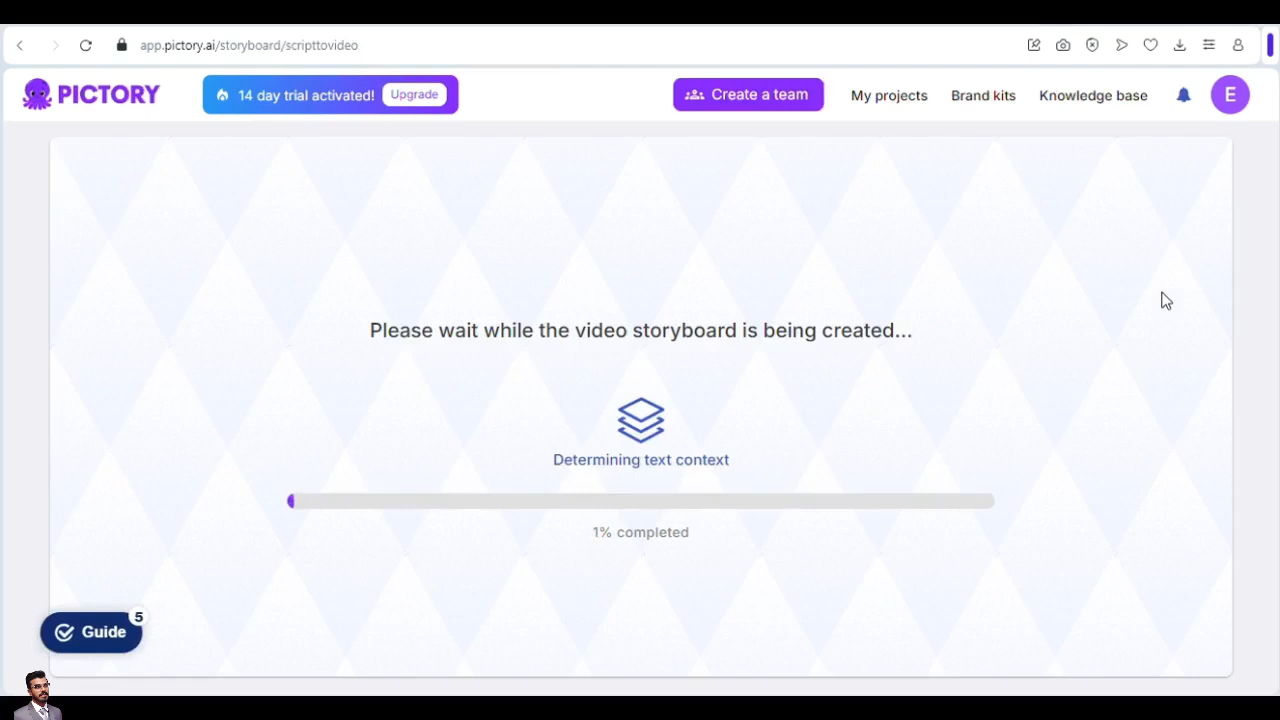 app.pictory.ai/storyboard/scripttovideo
PICTORY
14 day trial activated!
Upgrade
Create a team
My projects
Brand kits
Knowledge base
E
Please wait while the video storyboard is being created...
Determining text context
1% completed
5
Guide